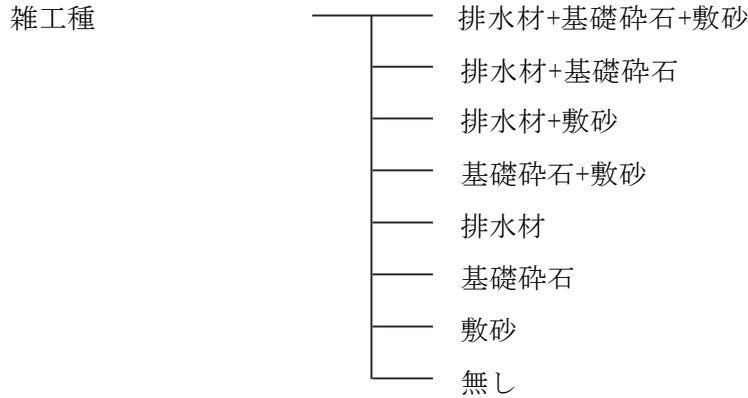 雑工種
排水材+基礎砕石+敷砂
排水材+基礎砕石
排水材+敷砂
基礎砕石+敷砂
排水材
基礎砕石
敷砂
無し